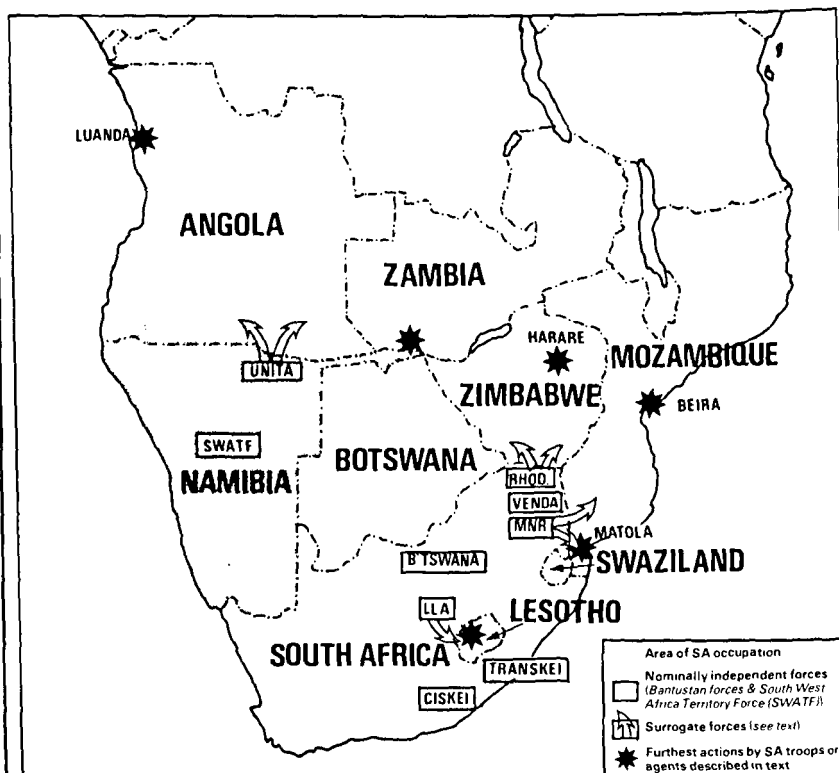 LUANDA
ANGOLA
ZAMBIA
HARARE
MOZAMBIQUE
UNITA
ZIMBABWE
BEIRA
SWATF
BOTSWANA
NAMIBIA
RHOD.
VENDA
MNR
MATOLA
B TSWANA
SWAZILAND
LLA
LESOTHO
SOUTH AFRICA
TRANSKEI
CISKEI
Area of SA occupation
Nominally independent forces
(Bantustan forces & South West
Africa Territory Force (SWATF))
Surrogate forces (see text)
Furthest actions by SA troops or
agents described in text